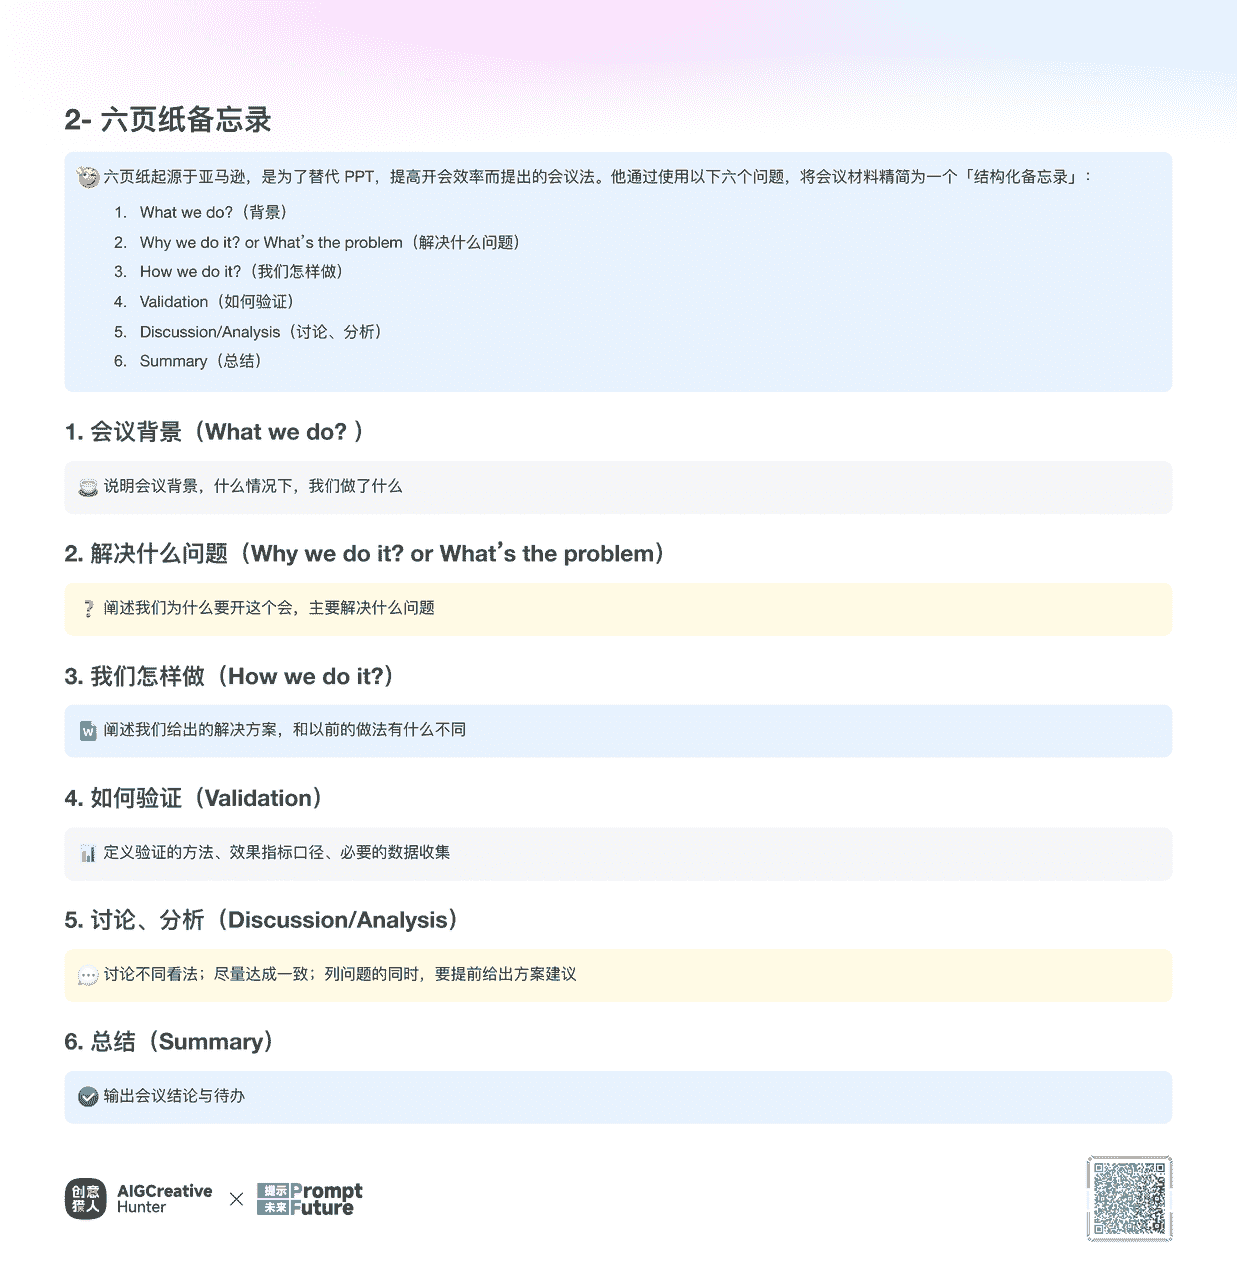 2- 六页纸备忘录
六页纸起源于亚马逊，是为了替代 PPT，提高开会效率而提出的会议法。他通过使用以下六个问题，将会议材料精简为一个「结构化备忘录」：
1. What we do?（背景）
2. Why we do it? or What's the problem（解决什么问题）
3. How we do it?（我们怎样做）
4. Validation（如何验证）
5. Discussion/Analysis（讨论、分析）
6. Summary（总结）
1. 会议背景（What we do? ）
说明会议背景，什么情况下，我们做了什么
2. 解决什么问题（Why we do it? or What's the problem）
阐述我们为什么要开这个会，主要解决什么问题
3. 我们怎样做（How we do it?）
W 阐述我们给出的解决方案，和以前的做法有什么不同
4. 如何验证（Validation）
定义验证的方法、效果指标口径、必要的数据收集
5. 讨论、分析（Discussion/Analysis）
讨论不同看法；尽量达成一致；列问题的同时，要提前给出方案建议
6. 总结（Summary）
输出会议结论与待办
创意
猎人
AIGCreative
Hunter
×
提示 Prompt
未来 Future